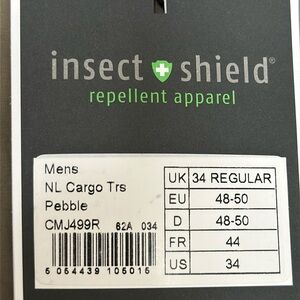 insect shield®
repellent apparel
Mens
NL Cargo Trs
Pebble
CMJ499R 62A 034
5 054439 105015
UK 34 REGULAR
EU 48-50
D 48-50
FR 44
US 34